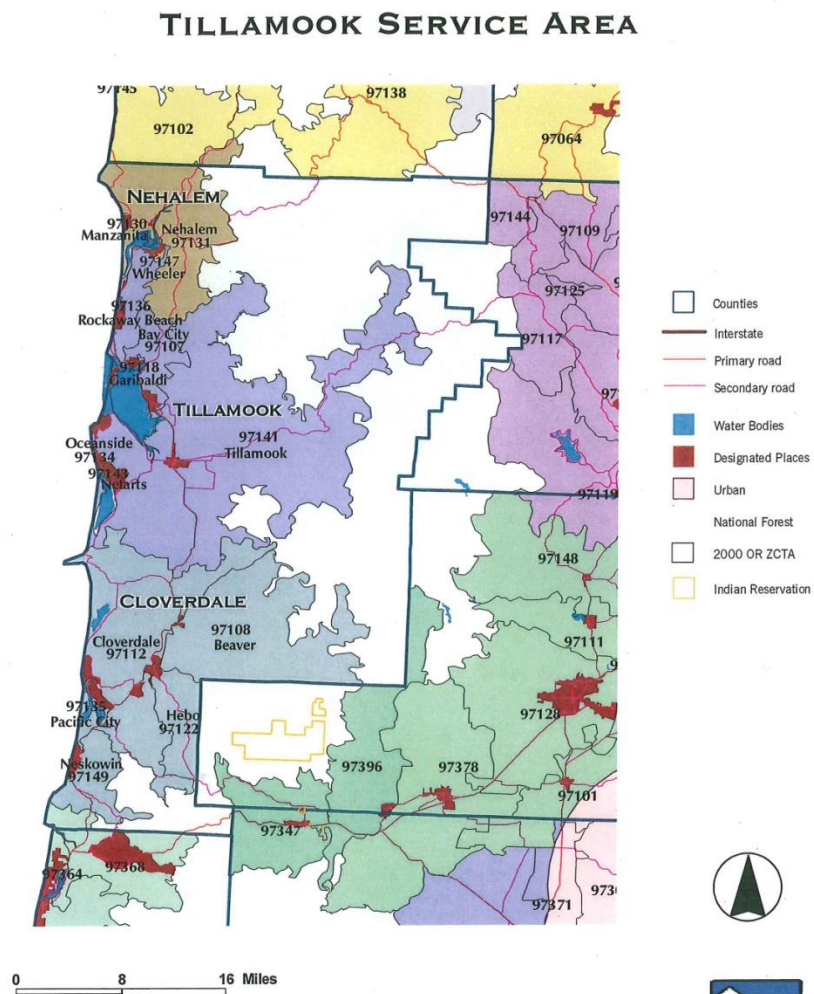 TILLAMOOK SERVICE AREA
97145
97138
97102
97064
NEHALEM
97130
Manzanita
Nehalem
97131
97147
Wheeler
97144
97109
97136
Rockaway Beach
Bay City
97107
97125
97117
97118
Garibaldi
TILLAMOOK
97141
Tillamook
Oceanside
97134
97143
Netarts
97119
97148
CLOVERDALE
97108
Beaver
Cloverdale
97112
97111
97135
Pacific City
Hebo
97122
97128
Neskowin
97149
97396
97378
97101
97347
97364
97368
97371
Counties
Interstate
Primary road
Secondary road
Water Bodies
Designated Places
Urban
National Forest
2000 OR ZCTA
Indian Reservation
0 8 16 Miles